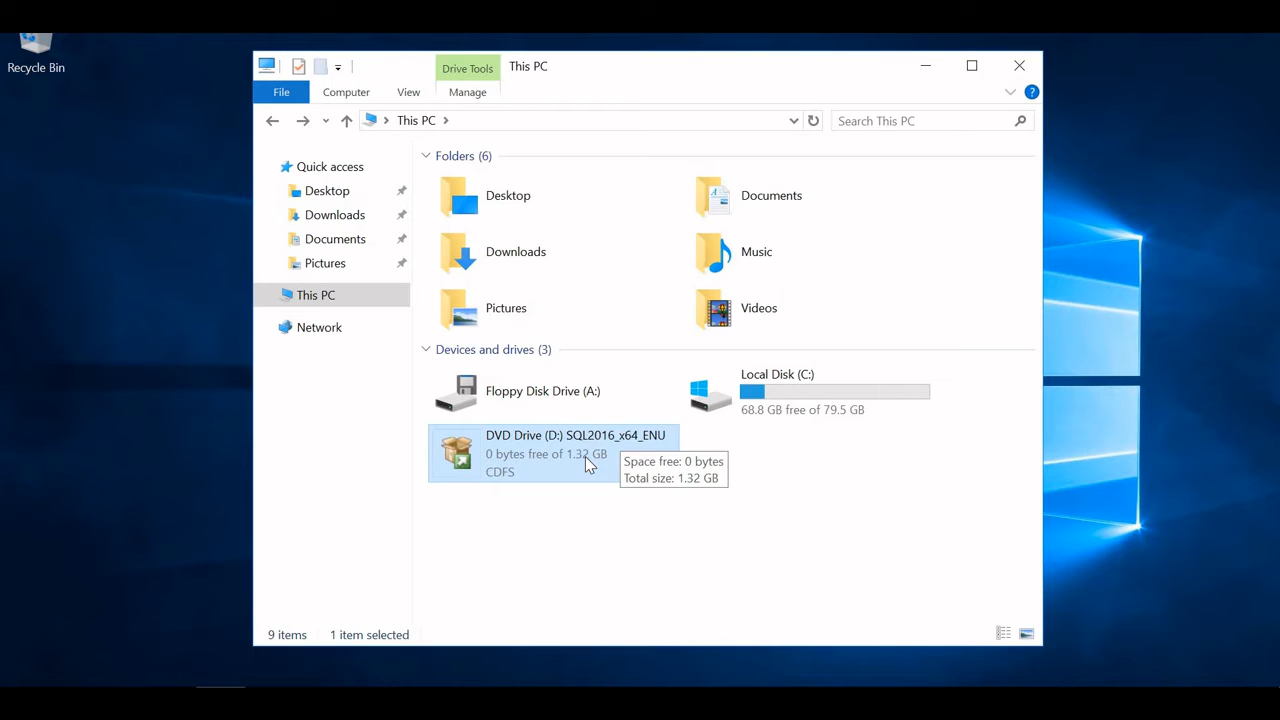 Recycle Bin
Drive Tools
This PC
File
Computer
View
Manage
?
This PC
Search This PC
Quick access
Desktop
Downloads
Documents
Pictures
This PC
Network
Folders (6)
Desktop
Documents
Downloads
Music
Pictures
Videos
Devices and drives (3)
Floppy Disk Drive (A:)
Local Disk (C:)
68.8 GB free of 79.5 GB
DVD Drive (D:) SQL2016_x64_ENU
0 bytes free of 1.32 GB
CDFS
Space free: 0 bytes
Total size: 1.32 GB
9 items
1 item selected